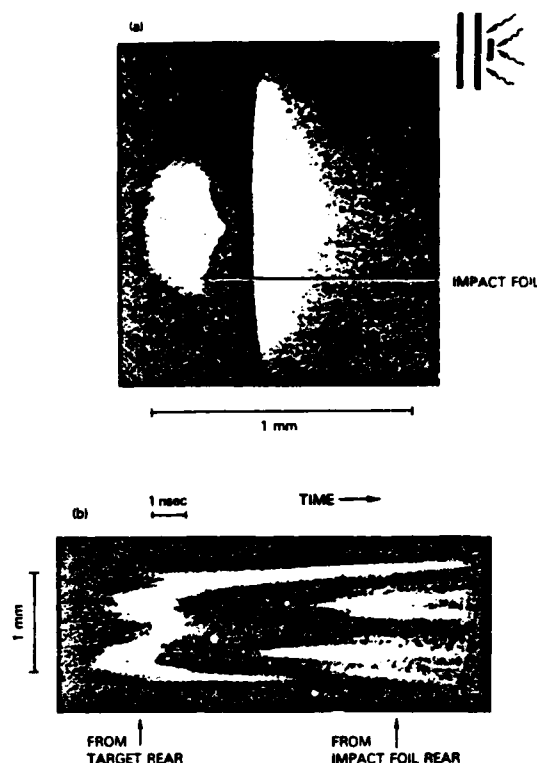 (a)
IMPACT FOIL
1 mm
1 nsec
TIME
(b)
1 mm
FROM
TARGET REAR
FROM
IMPACT FOIL REAR